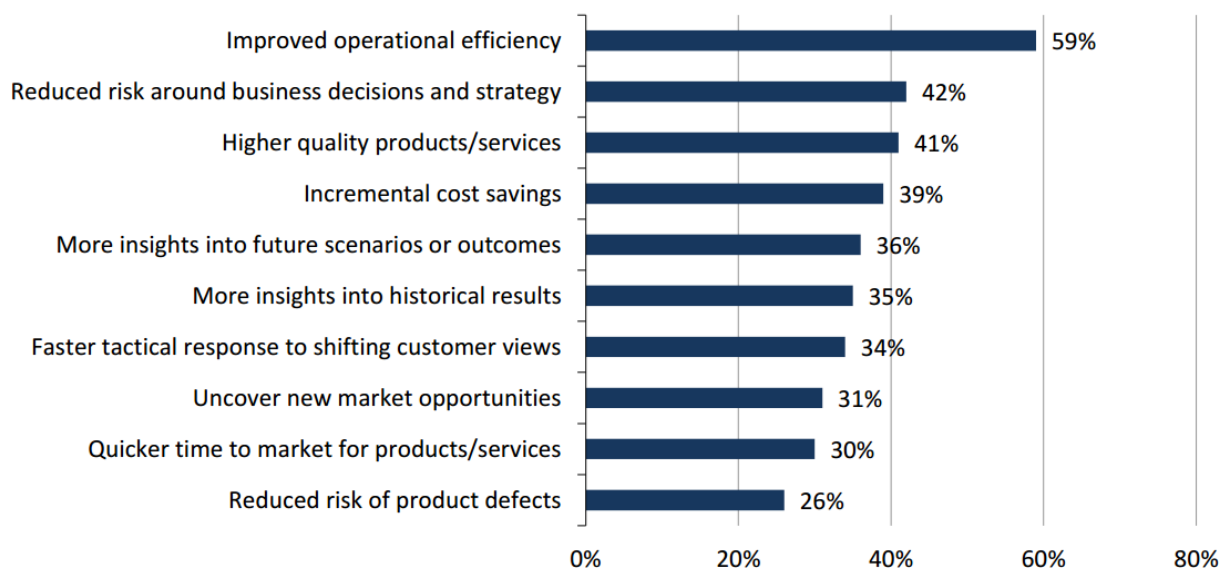 Improved operational efficiency 59%
Reduced risk around business decisions and strategy 42%
Higher quality products/services 41%
Incremental cost savings 39%
More insights into future scenarios or outcomes 36%
More insights into historical results 35%
Faster tactical response to shifting customer views 34%
Uncover new market opportunities 31%
Quicker time to market for products/services 30%
Reduced risk of product defects 26%
0% 20% 40% 60% 80%